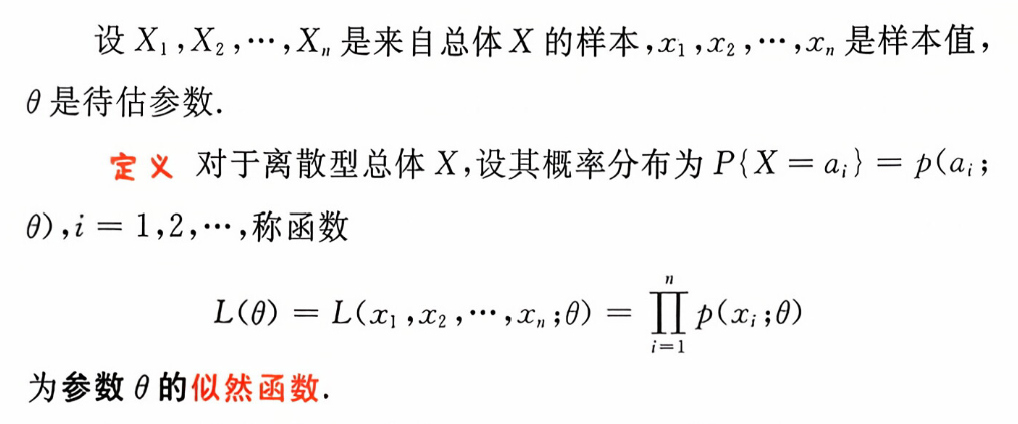 设 X₁,X₂,⋯,Xₙ 是来自总体 X 的样本,x₁,x₂,⋯,xₙ 是样本值,
θ 是待估参数.
定义 对于离散型总体 X,设其概率分布为 P{X = aᵢ} = p(aᵢ;
θ),i = 1,2,⋯,称函数
L(θ) = L(x₁,x₂,⋯,xₙ;θ) = ∏ⁿᵢ₌₁ p(xᵢ;θ)
为参数 θ 的似然函数.